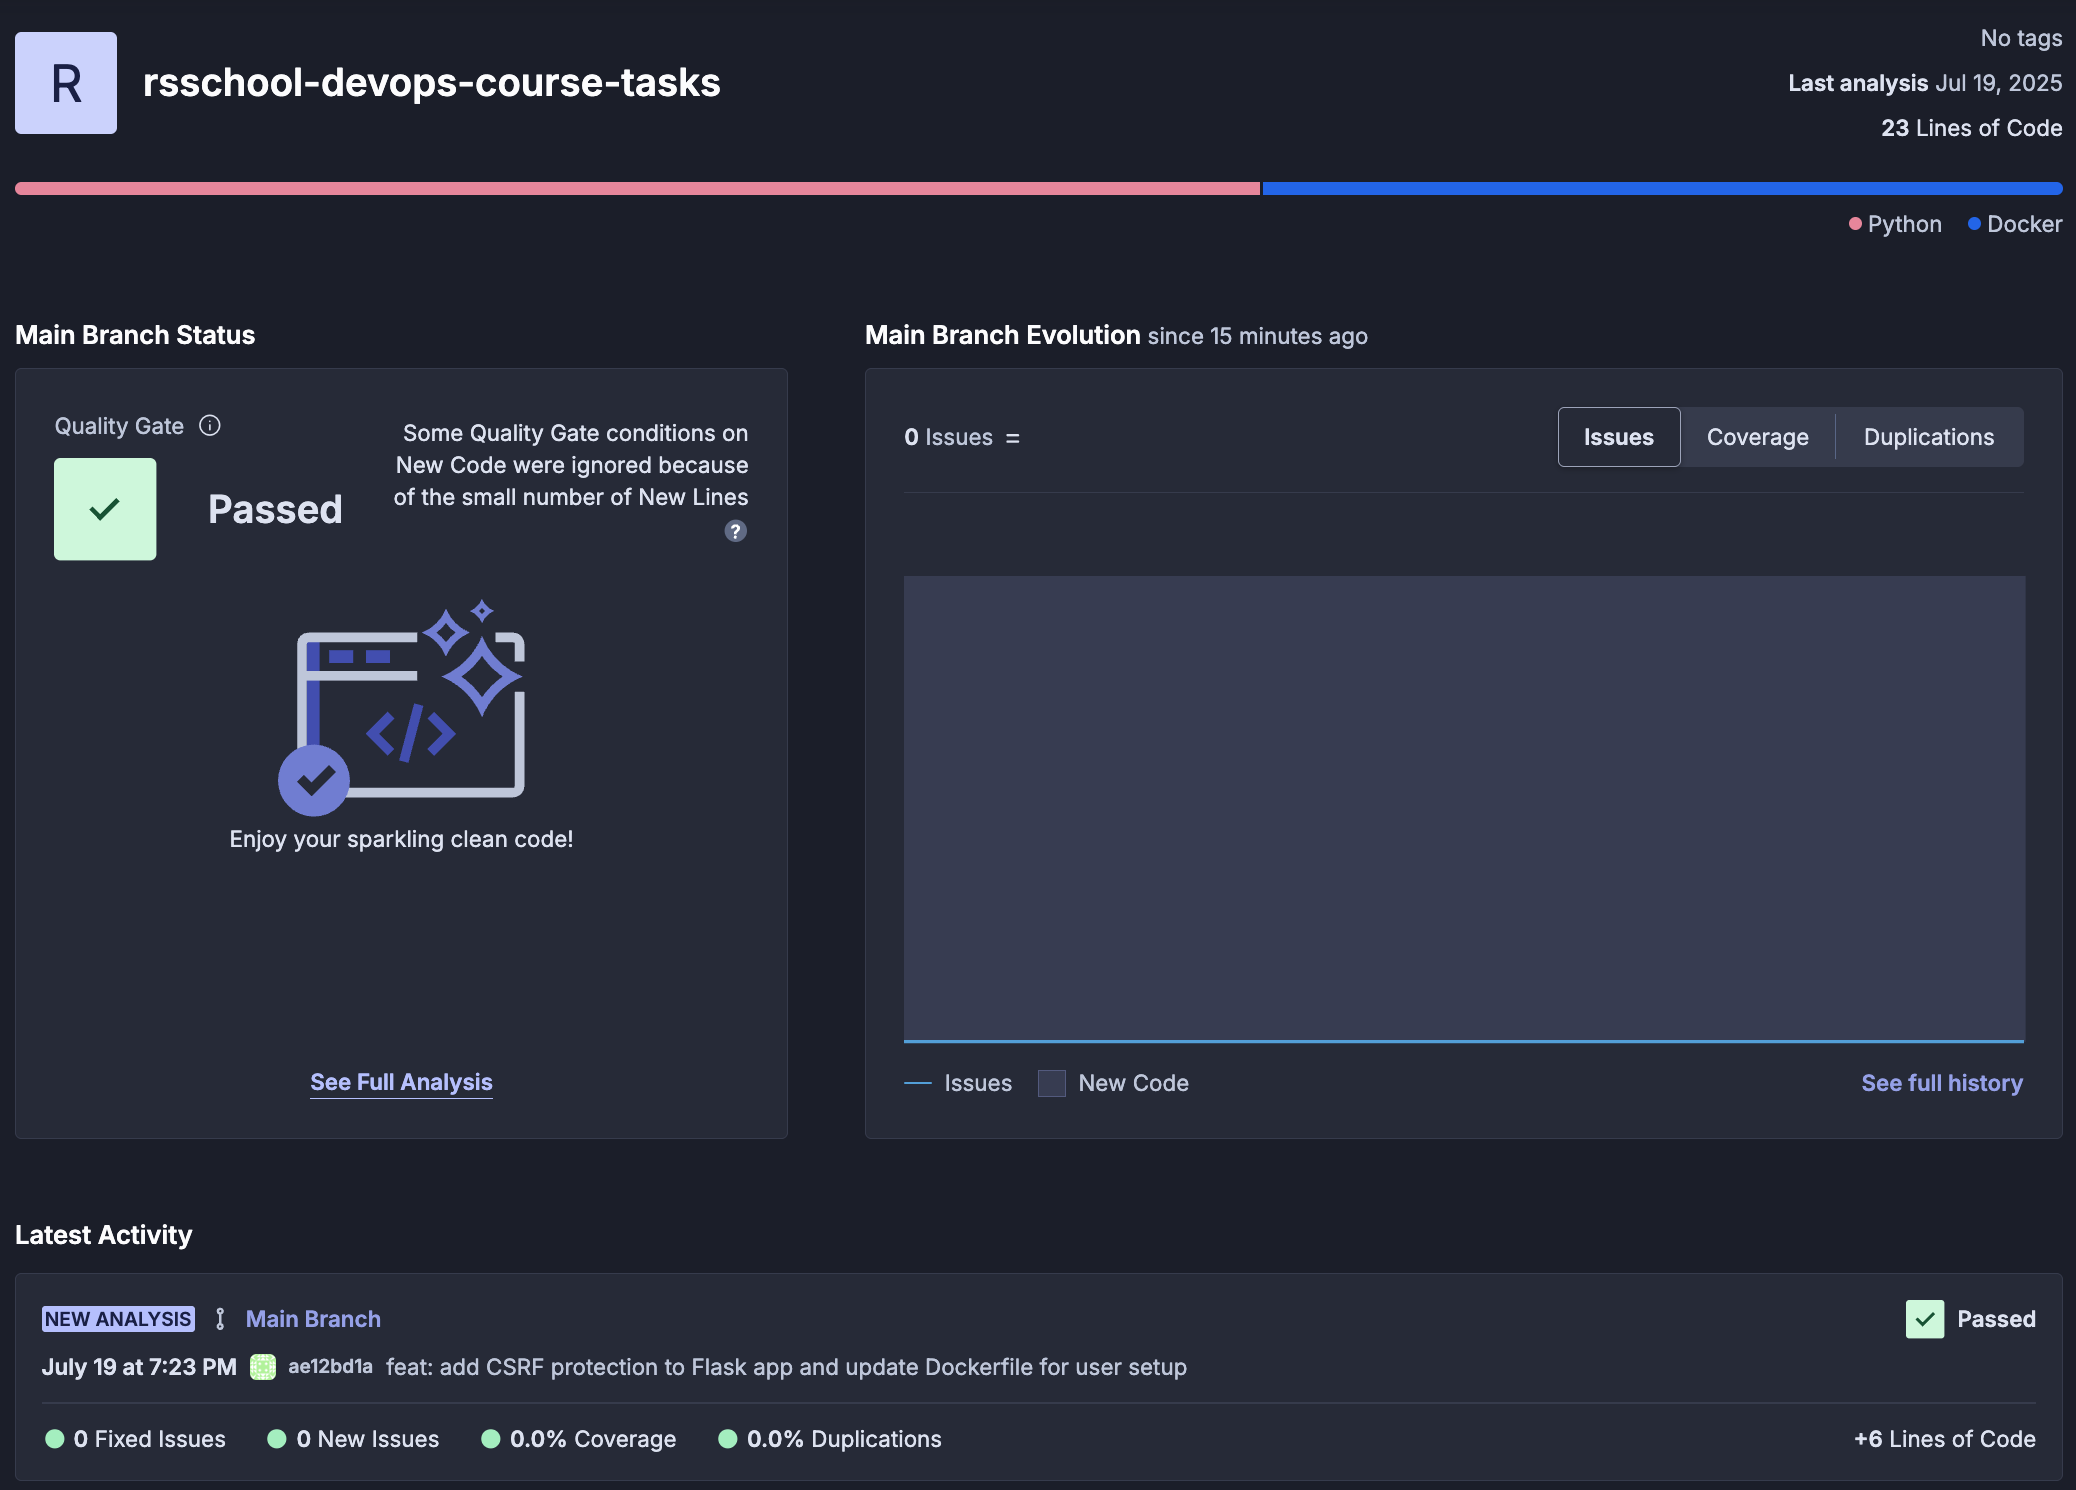 R
rsschool-devops-course-tasks
No tags
Last analysis Jul 19, 2025
23 Lines of Code
Python Docker
Main Branch Status
Quality Gate
Passed
Some Quality Gate conditions on
New Code were ignored because
of the small number of New Lines
?
</>
Enjoy your sparkling clean code!
See Full Analysis
Main Branch Evolution since 15 minutes ago
0 Issues =
Issues Coverage Duplications
Issues New Code
See full history
Latest Activity
NEW ANALYSIS Main Branch
Passed
July 19 at 7:23 PM ae12bd1a feat: add CSRF protection to Flask app and update Dockerfile for user setup
0 Fixed Issues 0 New Issues 0.0% Coverage 0.0% Duplications
+6 Lines of Code